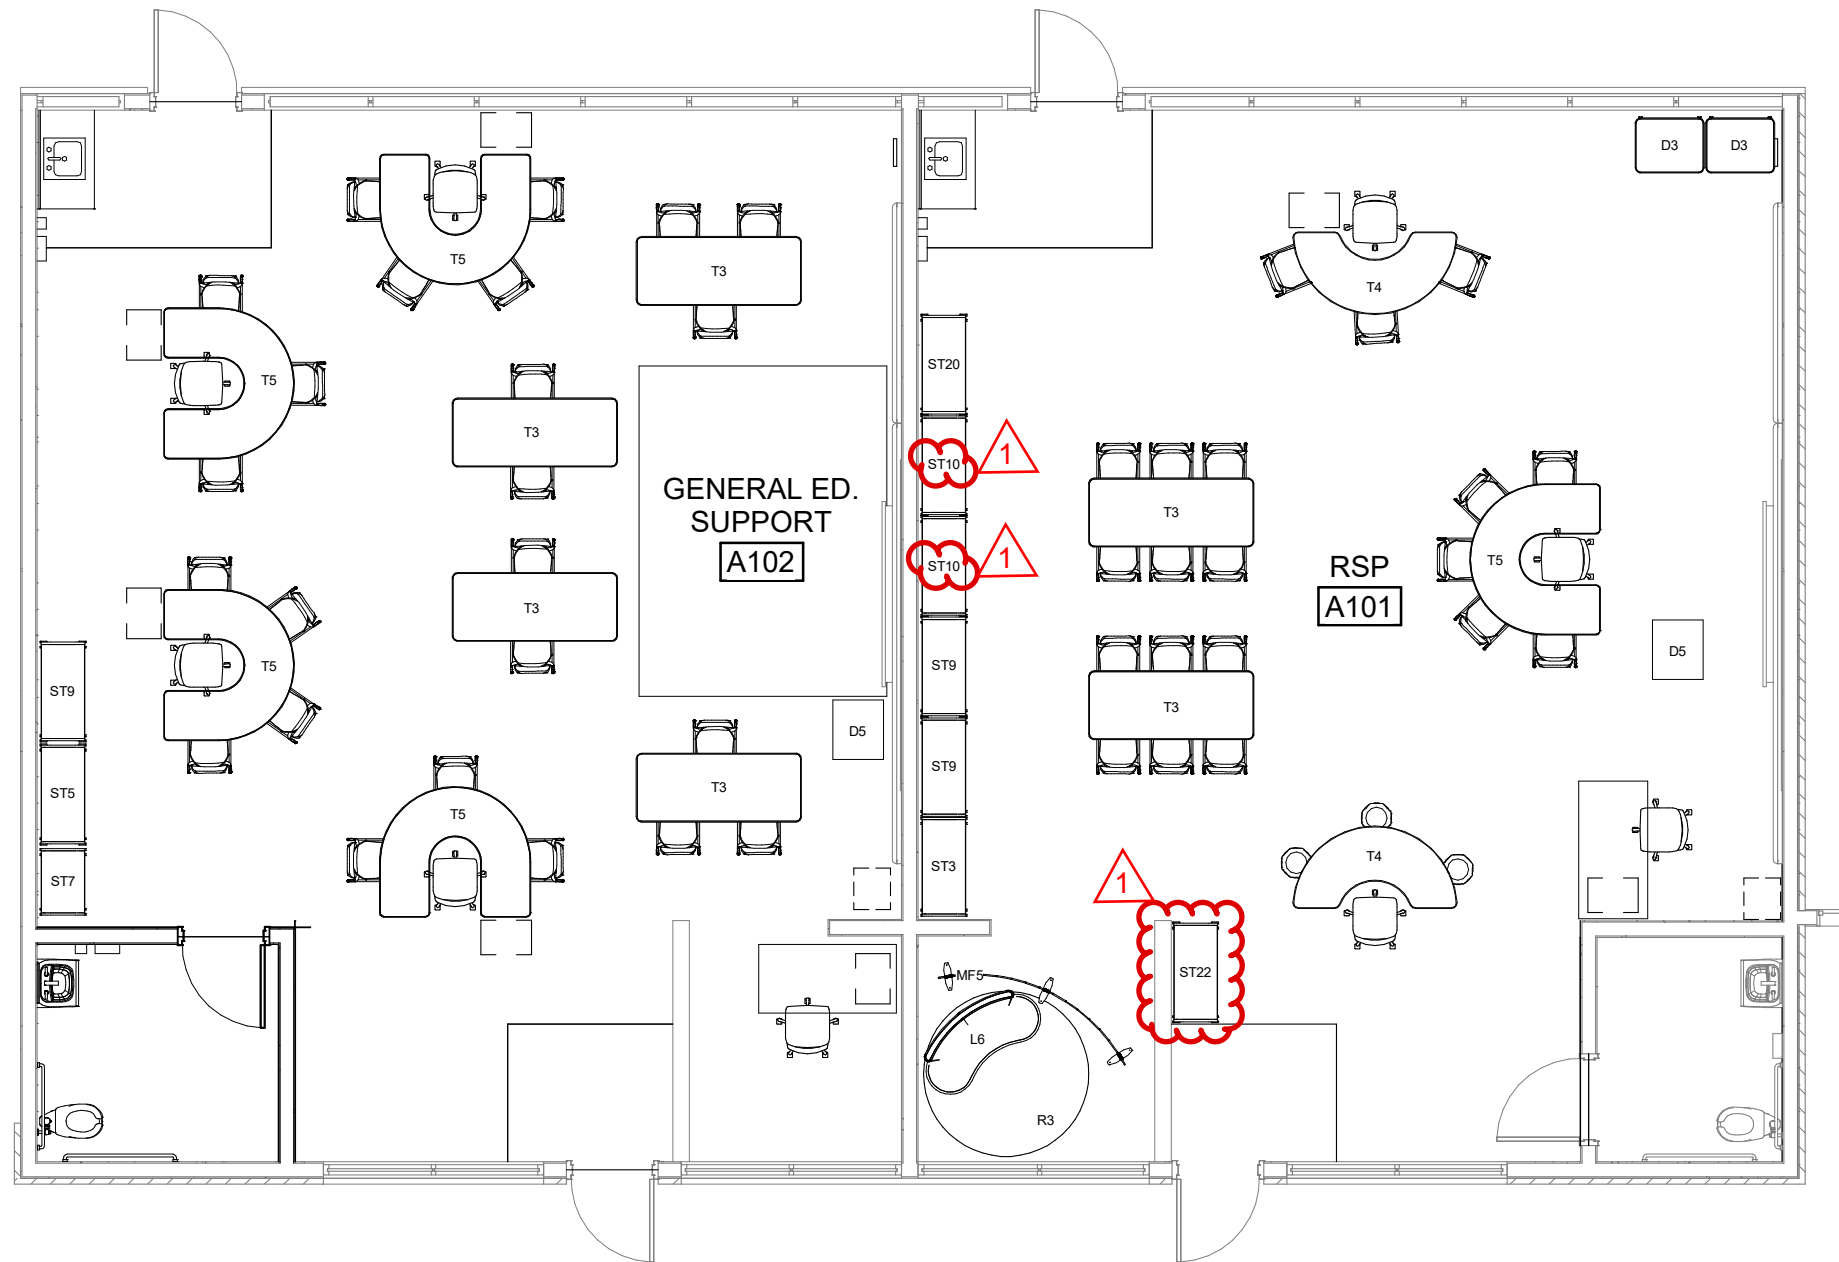 D3
D3
T5
T3
T4
T5
ST20
T3
GENERAL ED.
SUPPORT
A102
ST10
1
ST10
1
T3
T3
T5
RSP
A101
T5
ST9
ST9
D5
T3
D5
ST5
T3
ST9
T5
T4
ST7
ST3
1
MF5
ST22
L6
R3